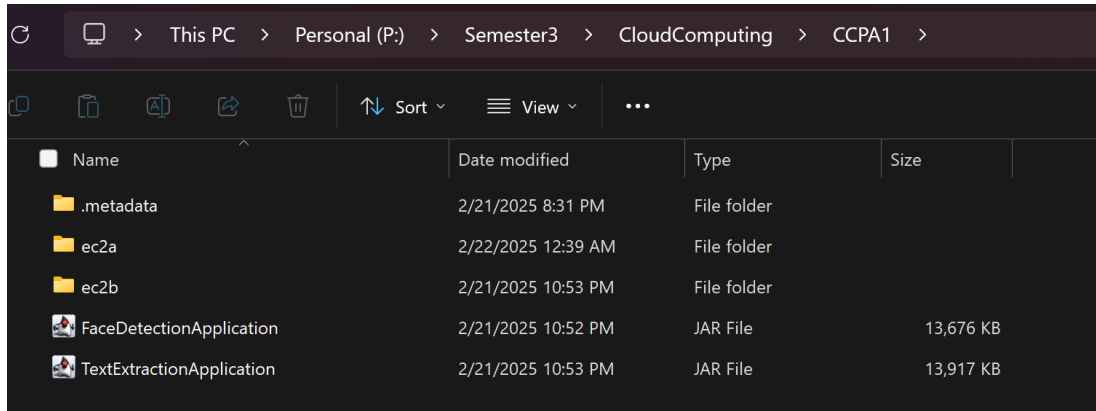 This PC > Personal (P:) > Semester3 > CloudComputing > CCPA1 >
Sort View
Name Date modified Type Size
.metadata 2/21/2025 8:31 PM File folder
ec2a 2/22/2025 12:39 AM File folder
ec2b 2/21/2025 10:53 PM File folder
FaceDetectionApplication 2/21/2025 10:52 PM JAR File 13,676 KB
TextExtractionApplication 2/21/2025 10:53 PM JAR File 13,917 KB